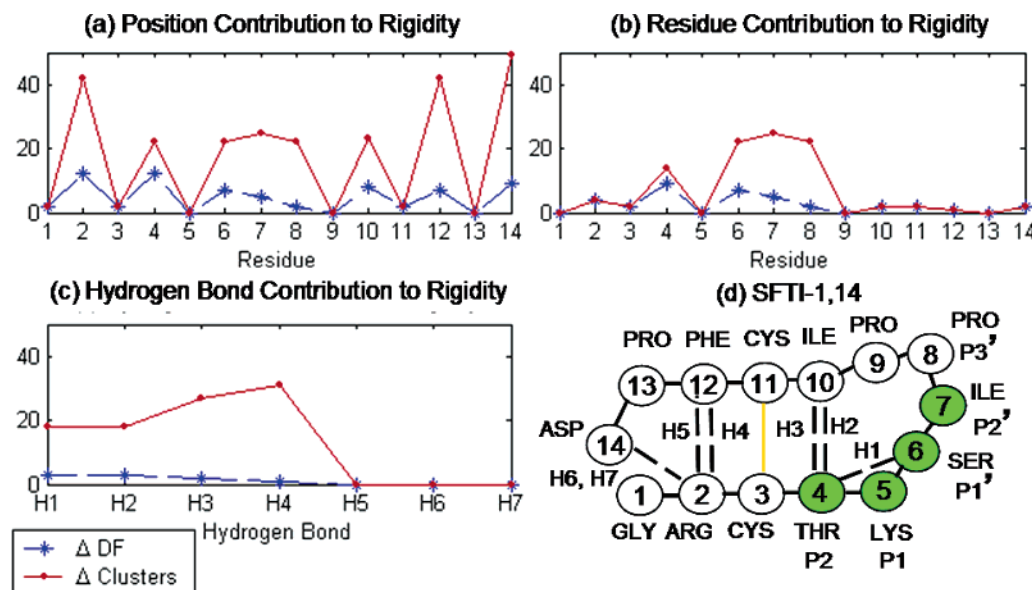 (a) Position Contribution to Rigidity
40
20
0
1 2 3 4 5 6 7 8 9 10 11 12 13 14
Residue
(b) Residue Contribution to Rigidity
40
20
0
1 2 3 4 5 6 7 8 9 10 11 12 13 14
Residue
(c) Hydrogen Bond Contribution to Rigidity
40
20
0
H1 H2 H3 H4 H5 H6 H7
Hydrogen Bond
Δ DF
Δ Clusters
(d) SFTI-1,14
PRO PHE CYS ILE PRO PRO
P3’
13 12 11 10 9 8
7 ILE
P2’
ASP
14
H5 H4 H3 H2 H1
6
SER
P1’
H6, H7
1 2 3 4 5
GLY ARG CYS THR LYS
P2 P1